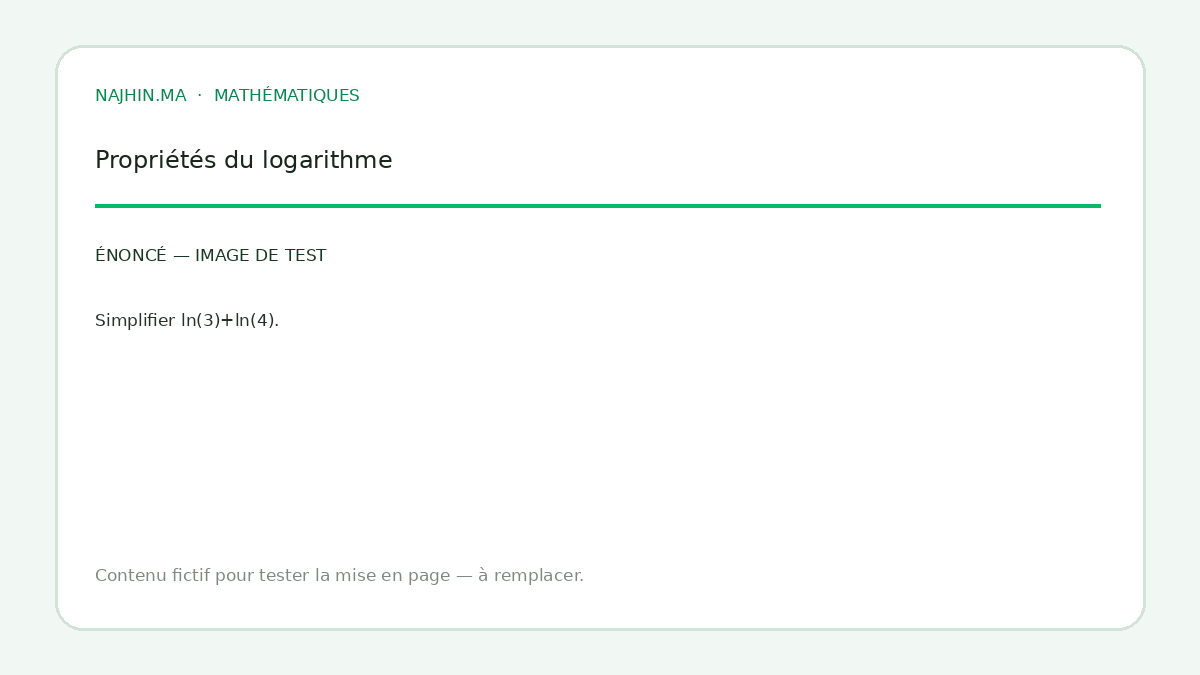 NAJHIN.MA · MATHÉMATIQUES
Propriétés du logarithme
ÉNONCÉ — IMAGE DE TEST
Simplifier ln(3)+ln(4).
Contenu fictif pour tester la mise en page — à remplacer.